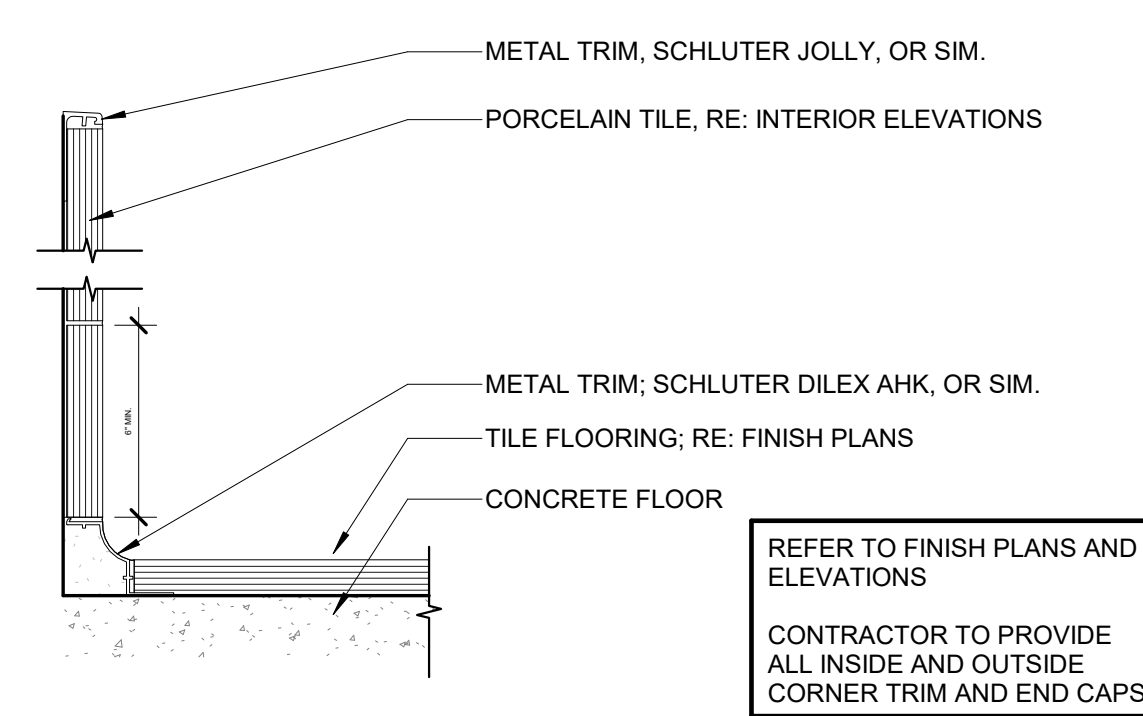 METAL TRIM, SCHLUTER JOLLY, OR SIM.
PORCELAIN TILE, RE: INTERIOR ELEVATIONS
6" MIN.
METAL TRIM; SCHLUTER DILEX AHK, OR SIM.
TILE FLOORING; RE: FINISH PLANS
CONCRETE FLOOR
REFER TO FINISH PLANS AND
ELEVATIONS
CONTRACTOR TO PROVIDE
ALL INSIDE AND OUTSIDE
CORNER TRIM AND END CAPS